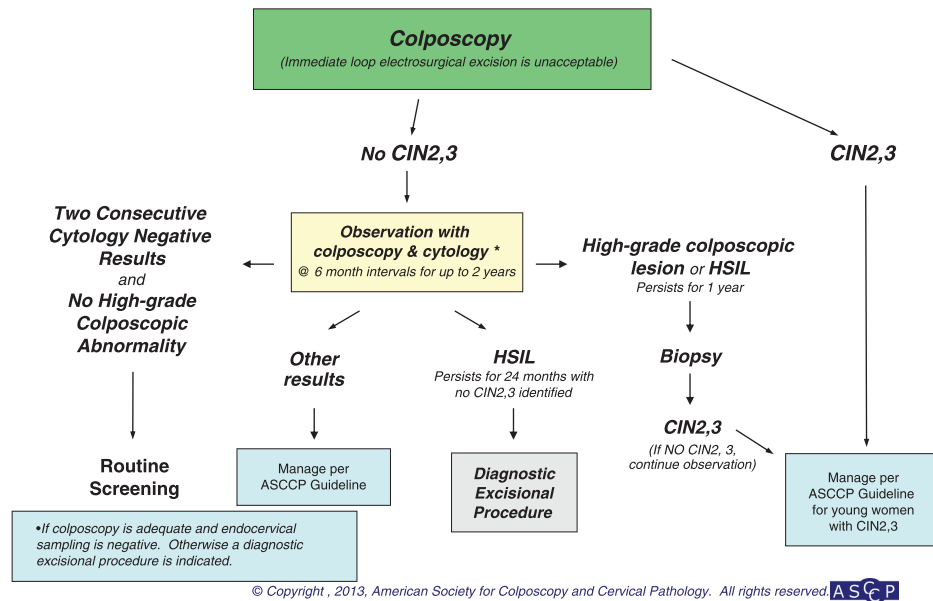 Colposcopy
(Immediate loop electrosurgical excision is unacceptable)
No CIN2,3
CIN2,3
Two Consecutive
Cytology Negative
Results
and
No High-grade
Colposcopic
Abnormality
Observation with
colposcopy & cytology *
@ 6 month intervals for up to 2 years
High-grade colposcopic
lesion or HSIL
Persists for 1 year
Other
results
HSIL
Persists for 24 months with
no CIN2,3 identified
Biopsy
CIN2,3
(If NO CIN2, 3,
continue observation)
Routine
Screening
Manage per
ASCCP Guideline
Diagnostic
Excisional
Procedure
Manage per
ASCCP Guideline
for young women
with CIN2,3
•If colposcopy is adequate and endocervical
sampling is negative. Otherwise a diagnostic
excisional procedure is indicated.
© Copyright , 2013, American Society for Colposcopy and Cervical Pathology. All rights reserved.
ASCCP